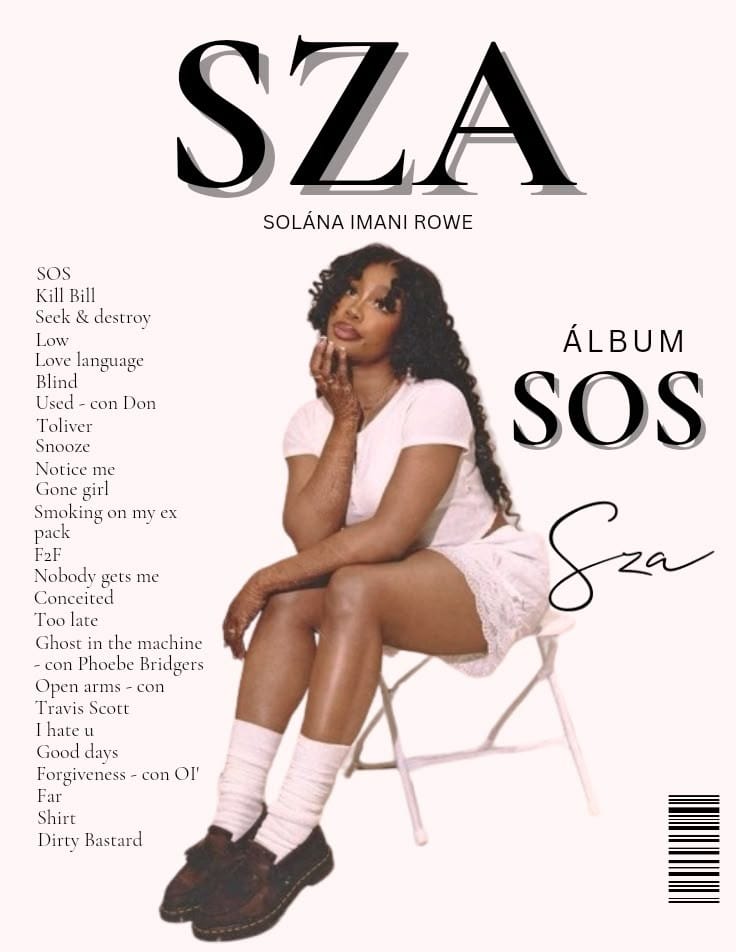 SZA
SOLÁNA IMANI ROWE
SOS
Kill Bill
Seek & destroy
Low
Love language
Blind
Used - con Don
Toliver
Snooze
Notice me
Gone girl
Smoking on my ex
pack
F2F
Nobody gets me
Conceited
Too late
Ghost in the machine
- con Phoebe Bridgers
Open arms - con
Travis Scott
I hate u
Good days
Forgiveness - con OI'
Far
Shirt
Dirty Bastard
ÁLBUM
SOS
Sza